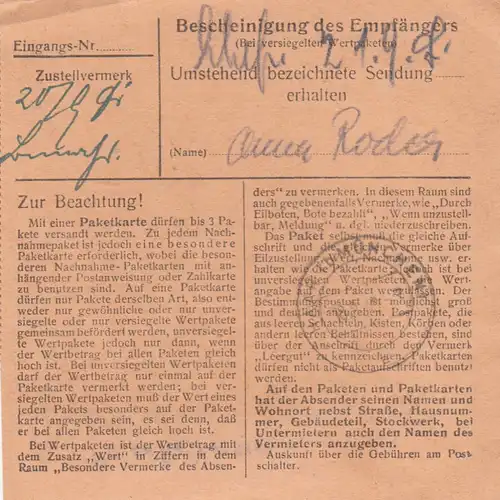 Bescheinigung des Empfängers
(Bei versiegelten Wertpaketen)
Eingangs-Nr.
Umstehend bezeichnete Sendung
erhalten
Zustellvermerk
(Name) Anna Roder
Zur Beachtung!
Mit einer Paketkarte dürfen bis 3 Pa-
kete versandt werden. Zu jedem Nach-
nahmepaket ist jedoch eine besondere
Paketkarte erforderlich, wobei die beson-
deren Nachnahme-Paketkarten mit an-
hängender Postanweisung oder Zahlkarte
zu benutzen sind. Auf eine Paketkarte
dürfen nur Pakete derselben Art, also ent-
weder nur gewöhnliche oder nur unver-
siegelte oder nur versiegelte Wertpakete
gemeinsam befördert werden, unversiegel-
te Wertpakete jedoch nur dann, wenn
der Wertbetrag bei allen Paketen gleich
hoch ist. Bei unversiegelten Wertpaketen
darf der Wertbetrag nur einmal auf der
Paketkarte vermerkt werden; bei ver-
siegelten Wertpaketen muß der Wert eines
jeden Pakets besonders auf der Paket-
karte angegeben sein, es sei denn, daß
er bei allen Paketen gleich hoch ist.
Bei Wertpaketen ist der Wertbetrag mit
dem Zusatz „Wert" in Ziffern in dem
Raum „Besondere Vermerke des Absen-
ders" zu vermerken. In diesem Raum sind
auch gegebenenfalls Vermerke, wie „Durch
Eilboten, Bote bezahlt", „Wenn unzustell-
bar, Meldung" u. dgl. niederzuschreiben.
Das Paket selbst muß die gleiche Auf-
schrift und die gleichen Vermerke über
Eilzustellung, Nachnahme usw. er-
halten wie die Paketkarte. Auch ist
bei unversiegelten Wertpaketen die Wert-
angabe auf dem Paket wegzulassen. Der
Bestimmungspostort ist möglichst groß
und deutlich anzugeben. Postpakete, die
aus leeren Schachteln, Kisten, Körben oder
anderen leeren Behältnissen bestehen, sind
über der Anschrift durch den Vermerk
„Leergut" zu kennzeichnen. Paketkarten
dürfen nicht als Paketaufschriften benutzt
werden.
Auf den Paketen und Paketkarten
hat der Absender seinen Namen und
Wohnort nebst Straße, Hausnum-
mer, Gebäudeteil, Stockwerk, bei
Untermietern auch den Namen des
Vermieters anzugeben.
Auskunft über die Gebühren am Post-
schalter.